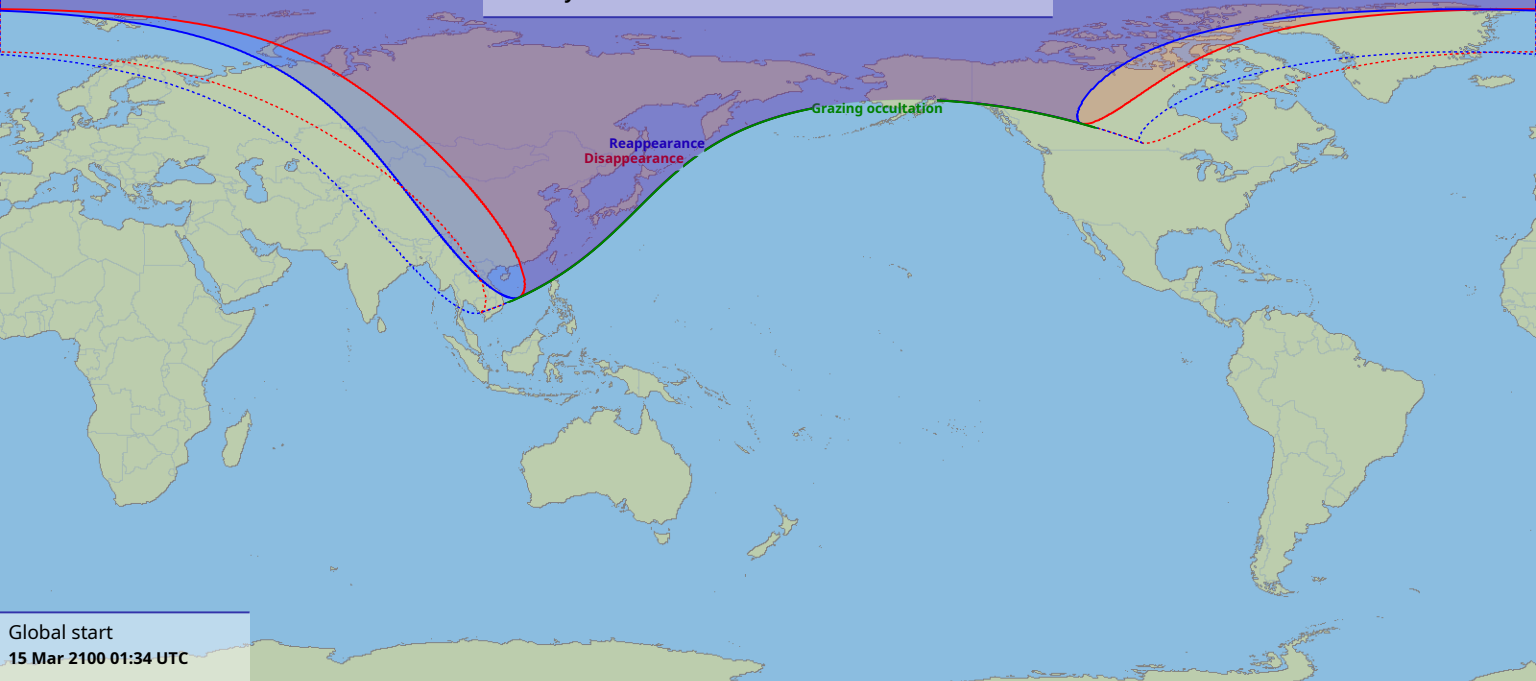 Grazing occultation
Reappearance
Disappearance
Global start
15 Mar 2100 01:34 UTC